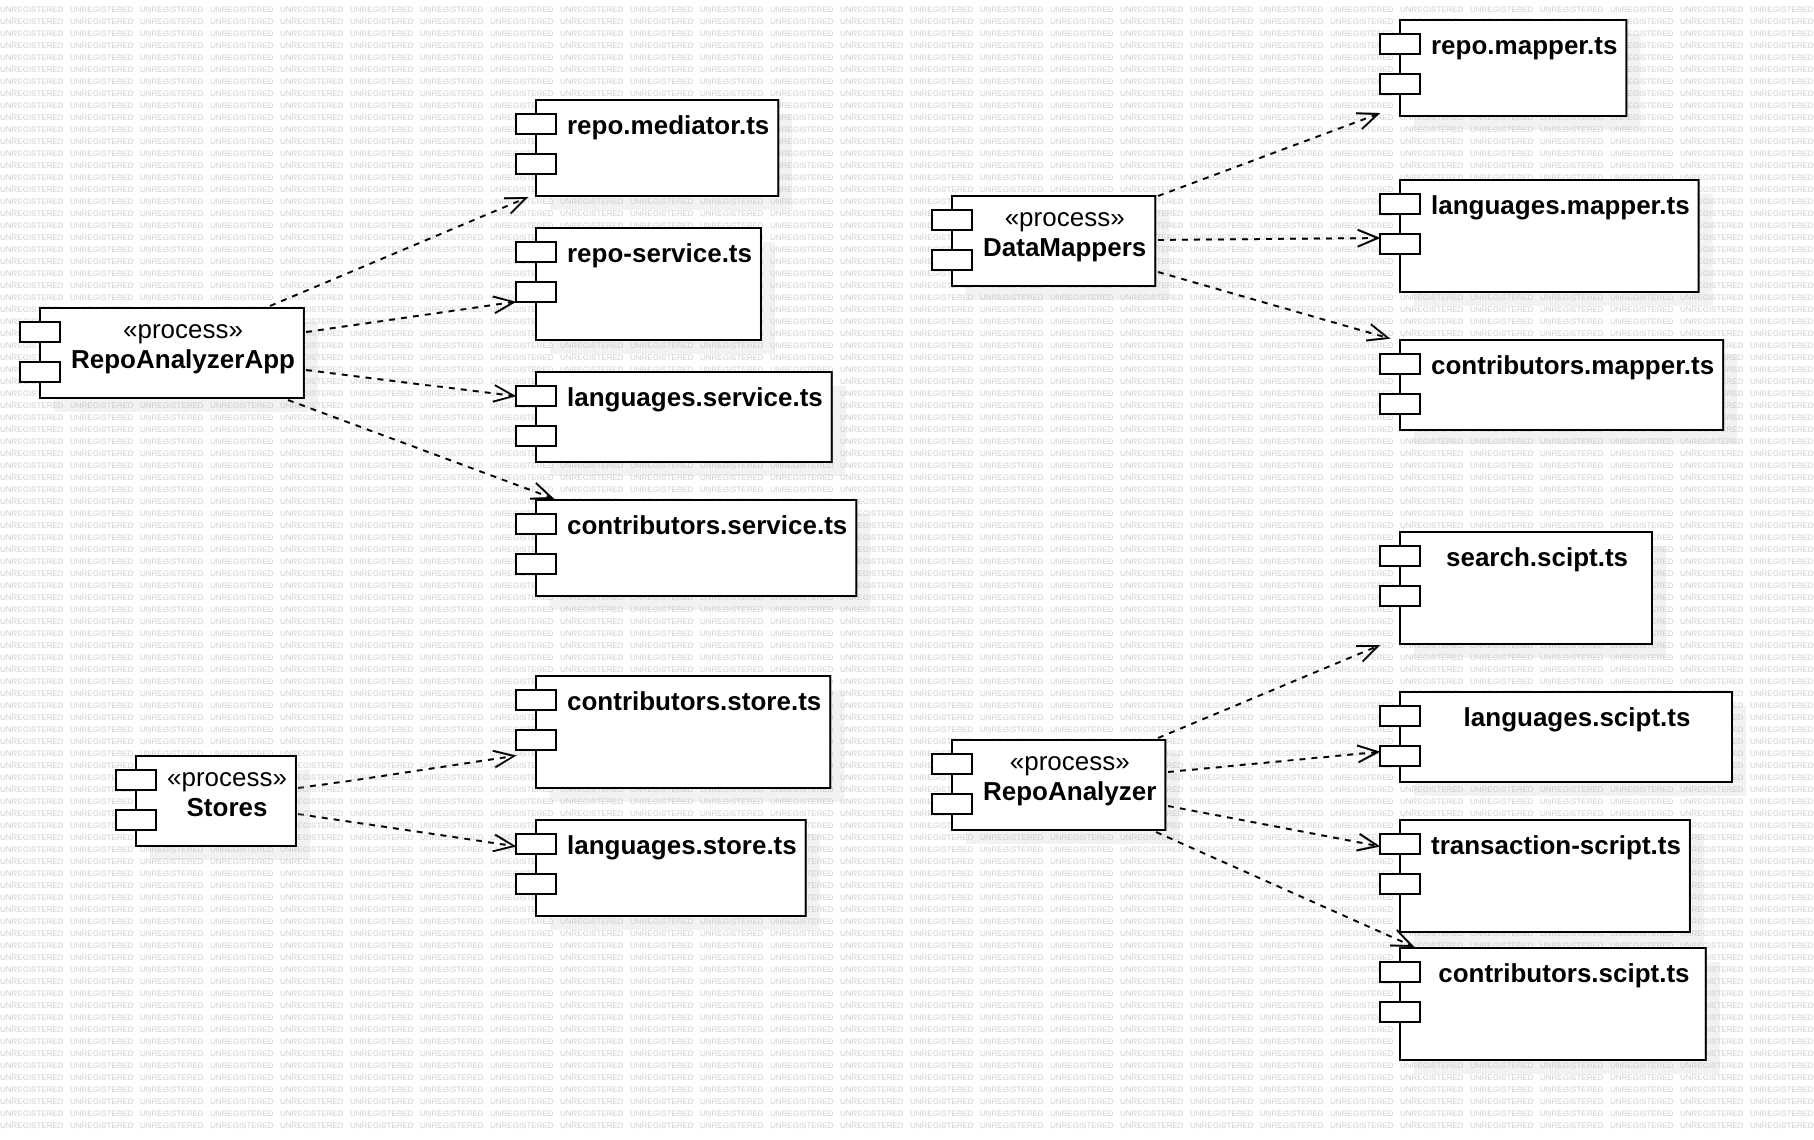 «process»
RepoAnalyzerApp
repo.mediator.ts
repo-service.ts
languages.service.ts
contributors.service.ts
«process»
Stores
contributors.store.ts
languages.store.ts
«process»
DataMappers
repo.mapper.ts
languages.mapper.ts
contributors.mapper.ts
«process»
RepoAnalyzer
search.scipt.ts
languages.scipt.ts
transaction-script.ts
contributors.scipt.ts
UNREGISTERED